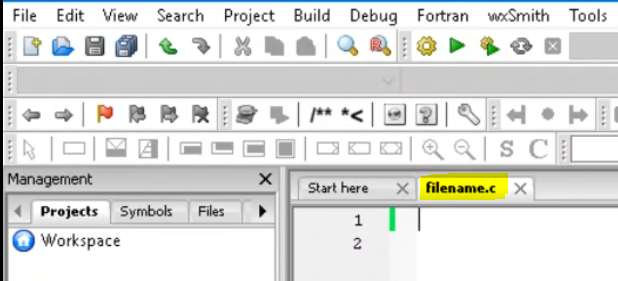 File Edit View Search Project Build Debug Fortran wxSmith Tools
/** *<
S C
Management
Start here filename.c
Projects Symbols Files
Workspace
1
2